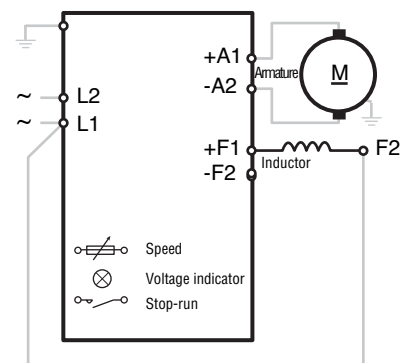 +A1
Armature
M
-A2
~ L2
~ L1
+F1
F2
Inductor
-F2
Speed
Voltage indicator
Stop-run